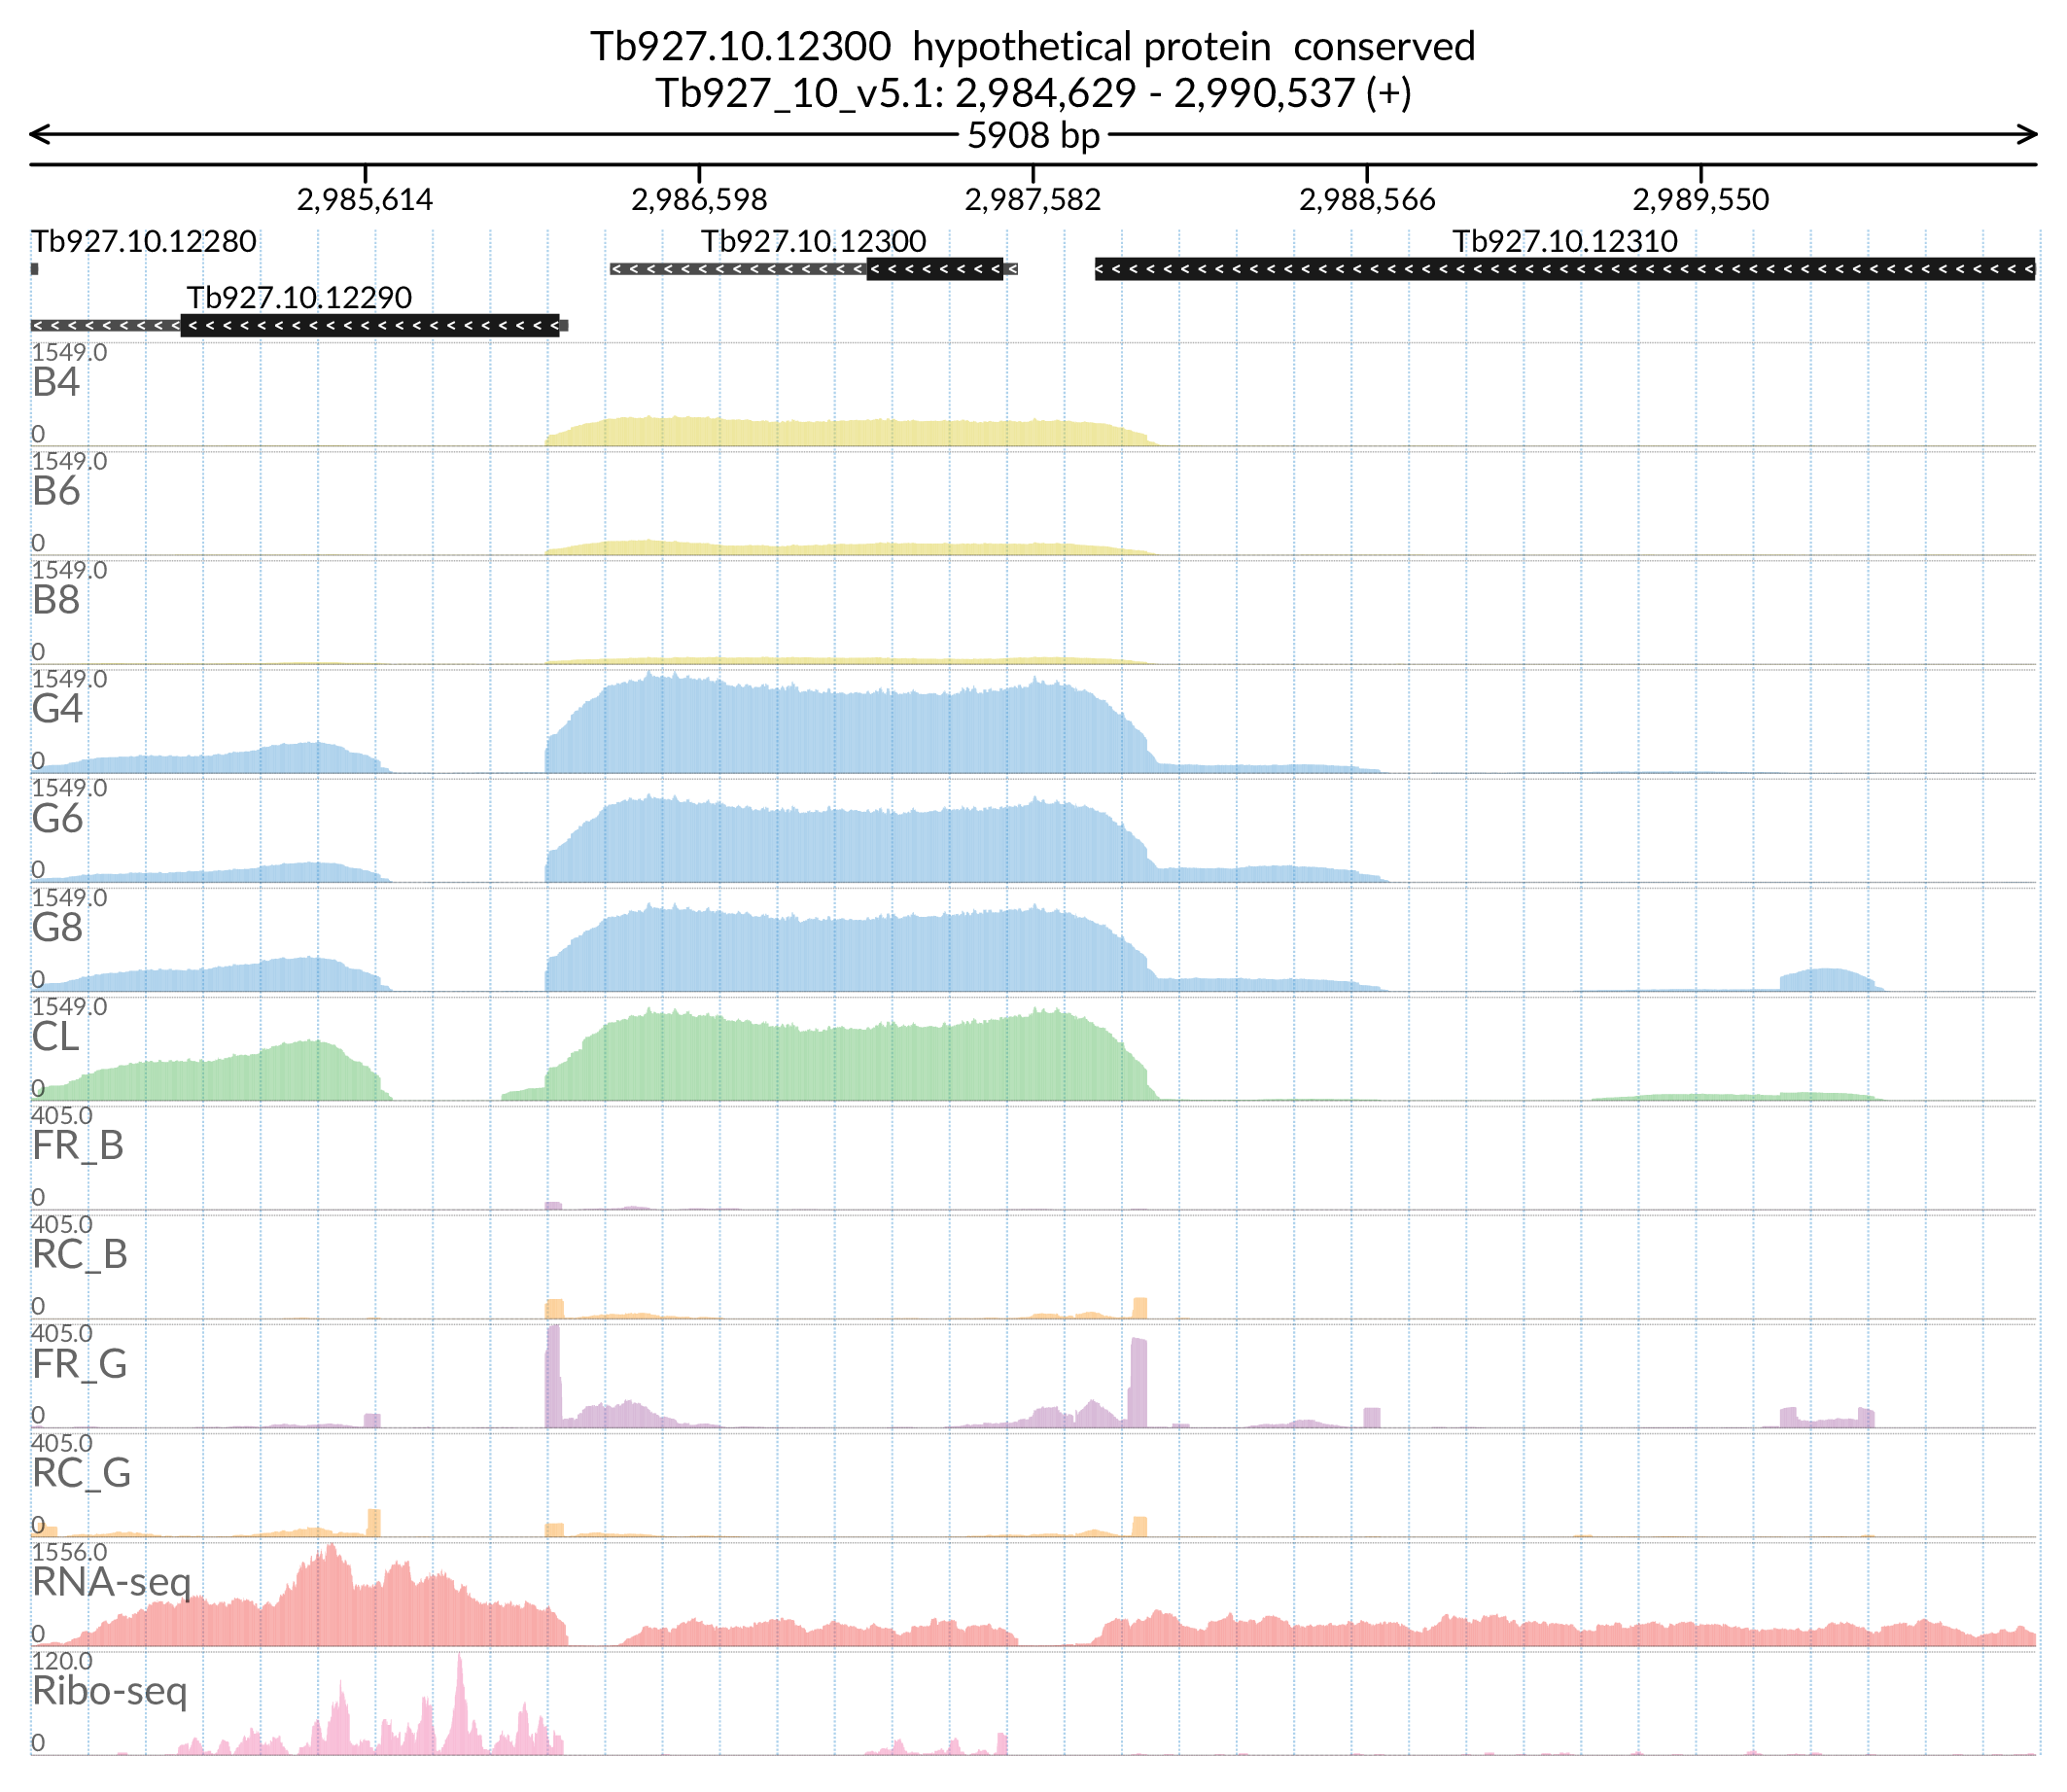 Tb927.10.12300  hypothetical protein  conserved
Tb927_10_v5.1: 2,984,629 - 2,990,537 (+)
5908 bp
2,985,614 2,986,598 2,987,582 2,988,566 2,989,550
Tb927.10.12280 Tb927.10.12300 Tb927.10.12310
Tb927.10.12290
1549.0
B4
0
1549.0
B6
0
1549.0
B8
0
1549.0
G4
0
1549.0
G6
0
1549.0
G8
0
1549.0
CL
0
405.0
FR_B
0
405.0
RC_B
0
405.0
FR_G
0
405.0
RC_G
0
1556.0
RNA-seq
0
120.0
Ribo-seq
0